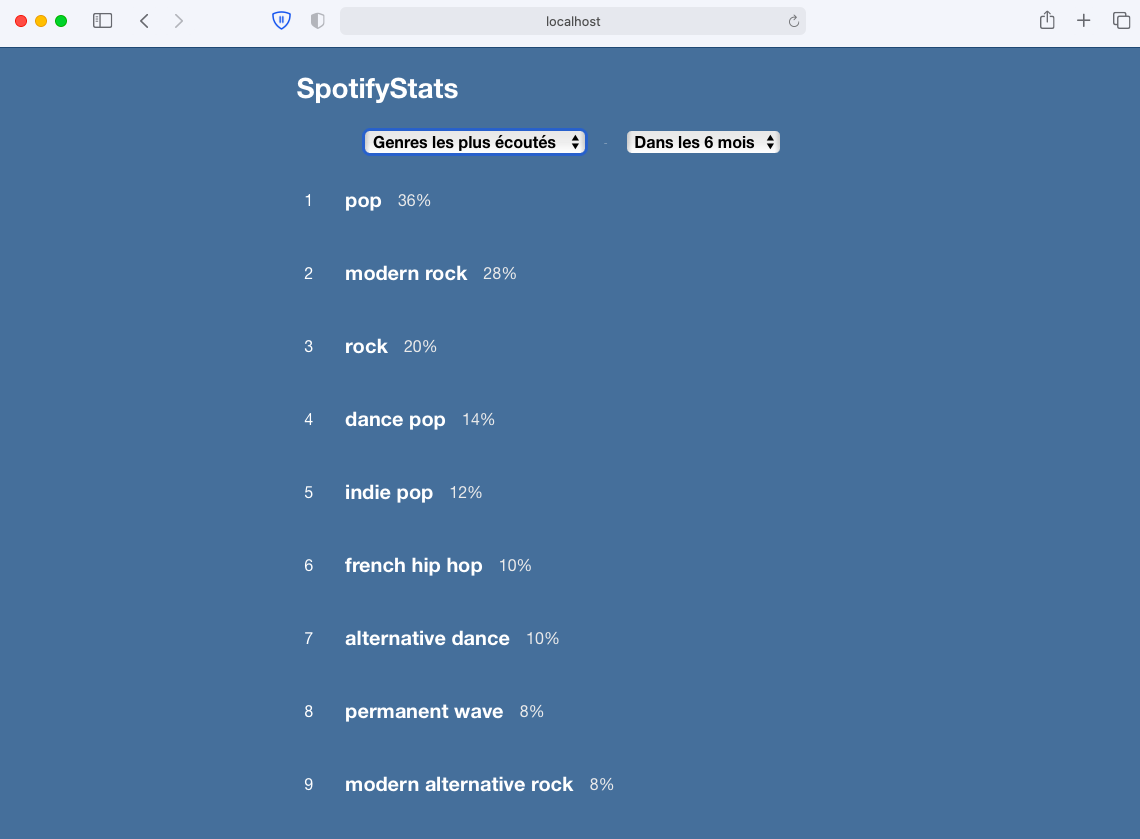 localhost
SpotifyStats
Genres les plus écoutés - Dans les 6 mois
1 pop 36%
2 modern rock 28%
3 rock 20%
4 dance pop 14%
5 indie pop 12%
6 french hip hop 10%
7 alternative dance 10%
8 permanent wave 8%
9 modern alternative rock 8%